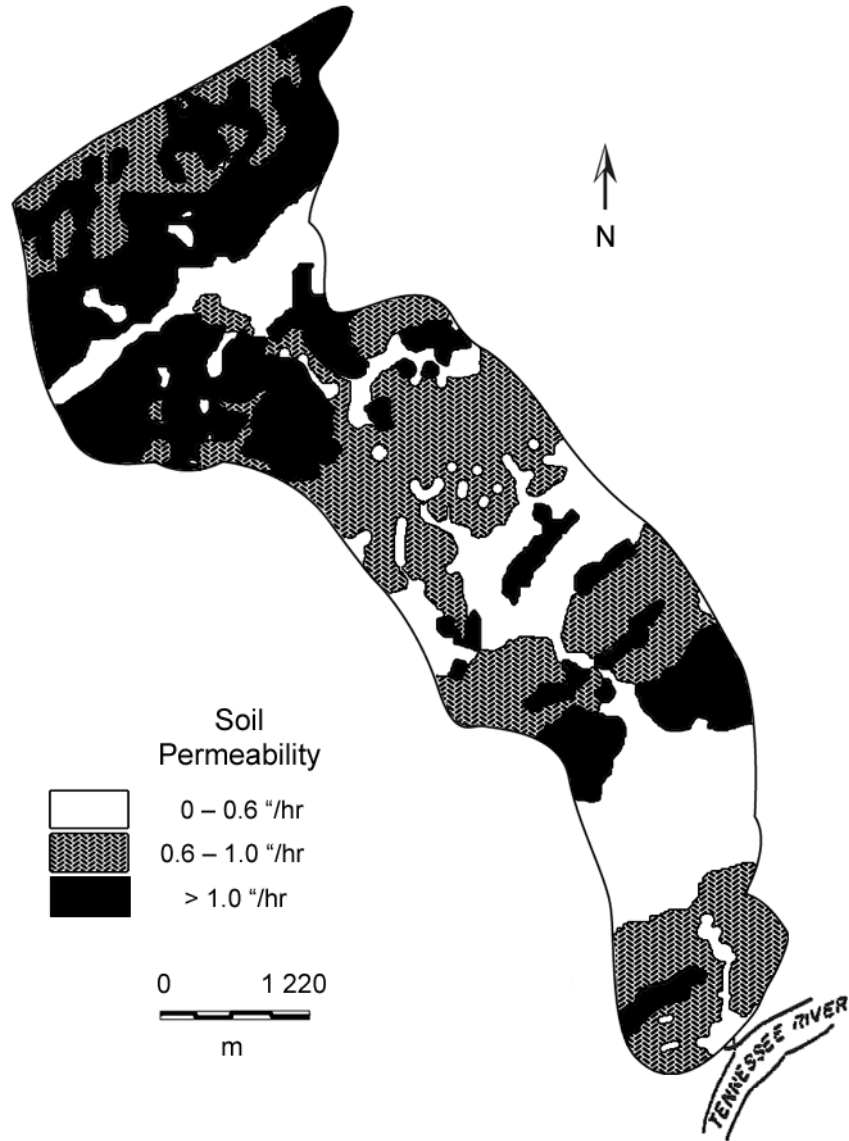 N
Soil
Permeability
0 – 0.6 “/hr
0.6 – 1.0 “/hr
> 1.0 “/hr
0 1 220
m
TENNESSEE RIVER